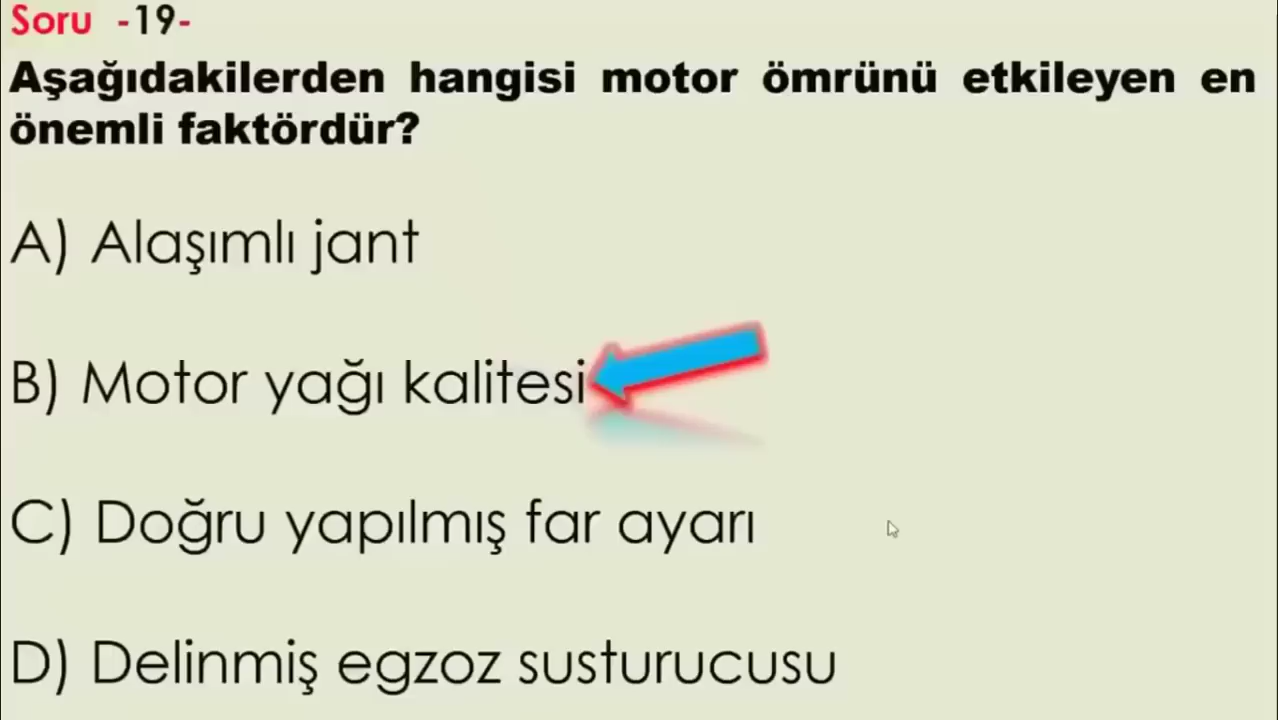 Soru -19-
Aşağıdakilerden hangisi motor ömrünü etkileyen en
önemli faktördür?
A) Alaşımlı jant
B) Motor yağı kalitesi
C) Doğru yapılmış far ayarı
D) Delinmiş egzoz susturucusu